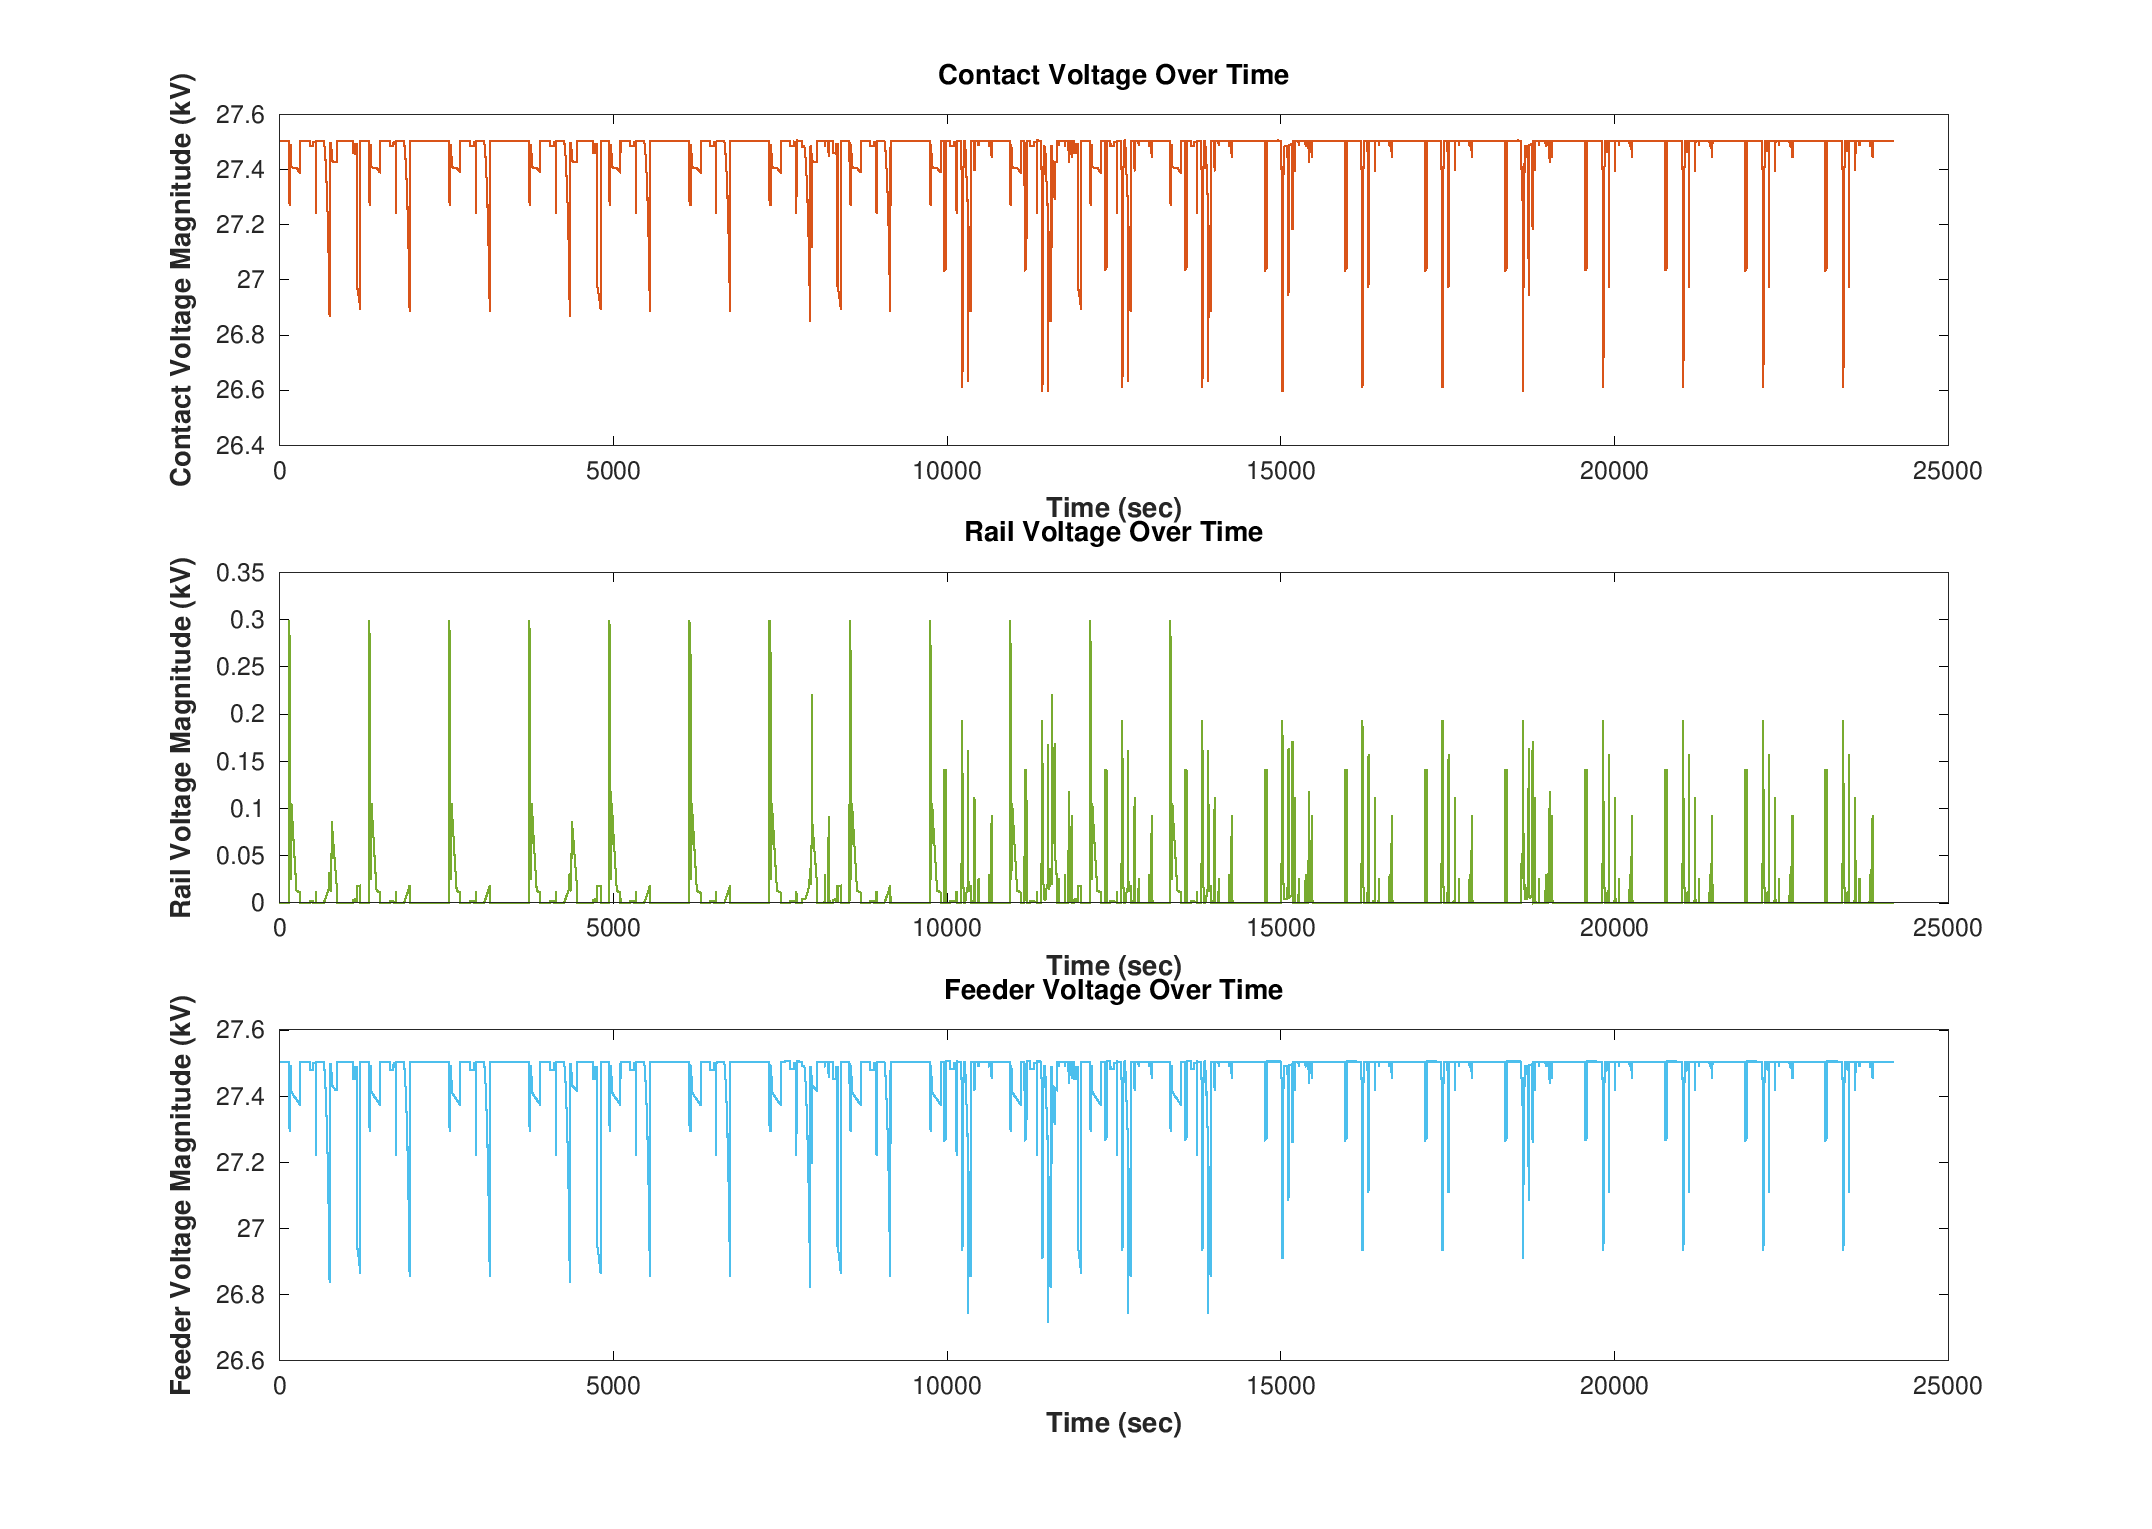 Contact Voltage Over Time
Contact Voltage Magnitude (kV)
27.6
27.4
27.2
27
26.8
26.6
26.4
0 5000 10000 15000 20000 25000
Time (sec)
Rail Voltage Over Time
Rail Voltage Magnitude (kV)
0.35
0.3
0.25
0.2
0.15
0.1
0.05
0
0 5000 10000 15000 20000 25000
Time (sec)
Feeder Voltage Over Time
Feeder Voltage Magnitude (kV)
27.6
27.4
27.2
27
26.8
26.6
0 5000 10000 15000 20000 25000
Time (sec)